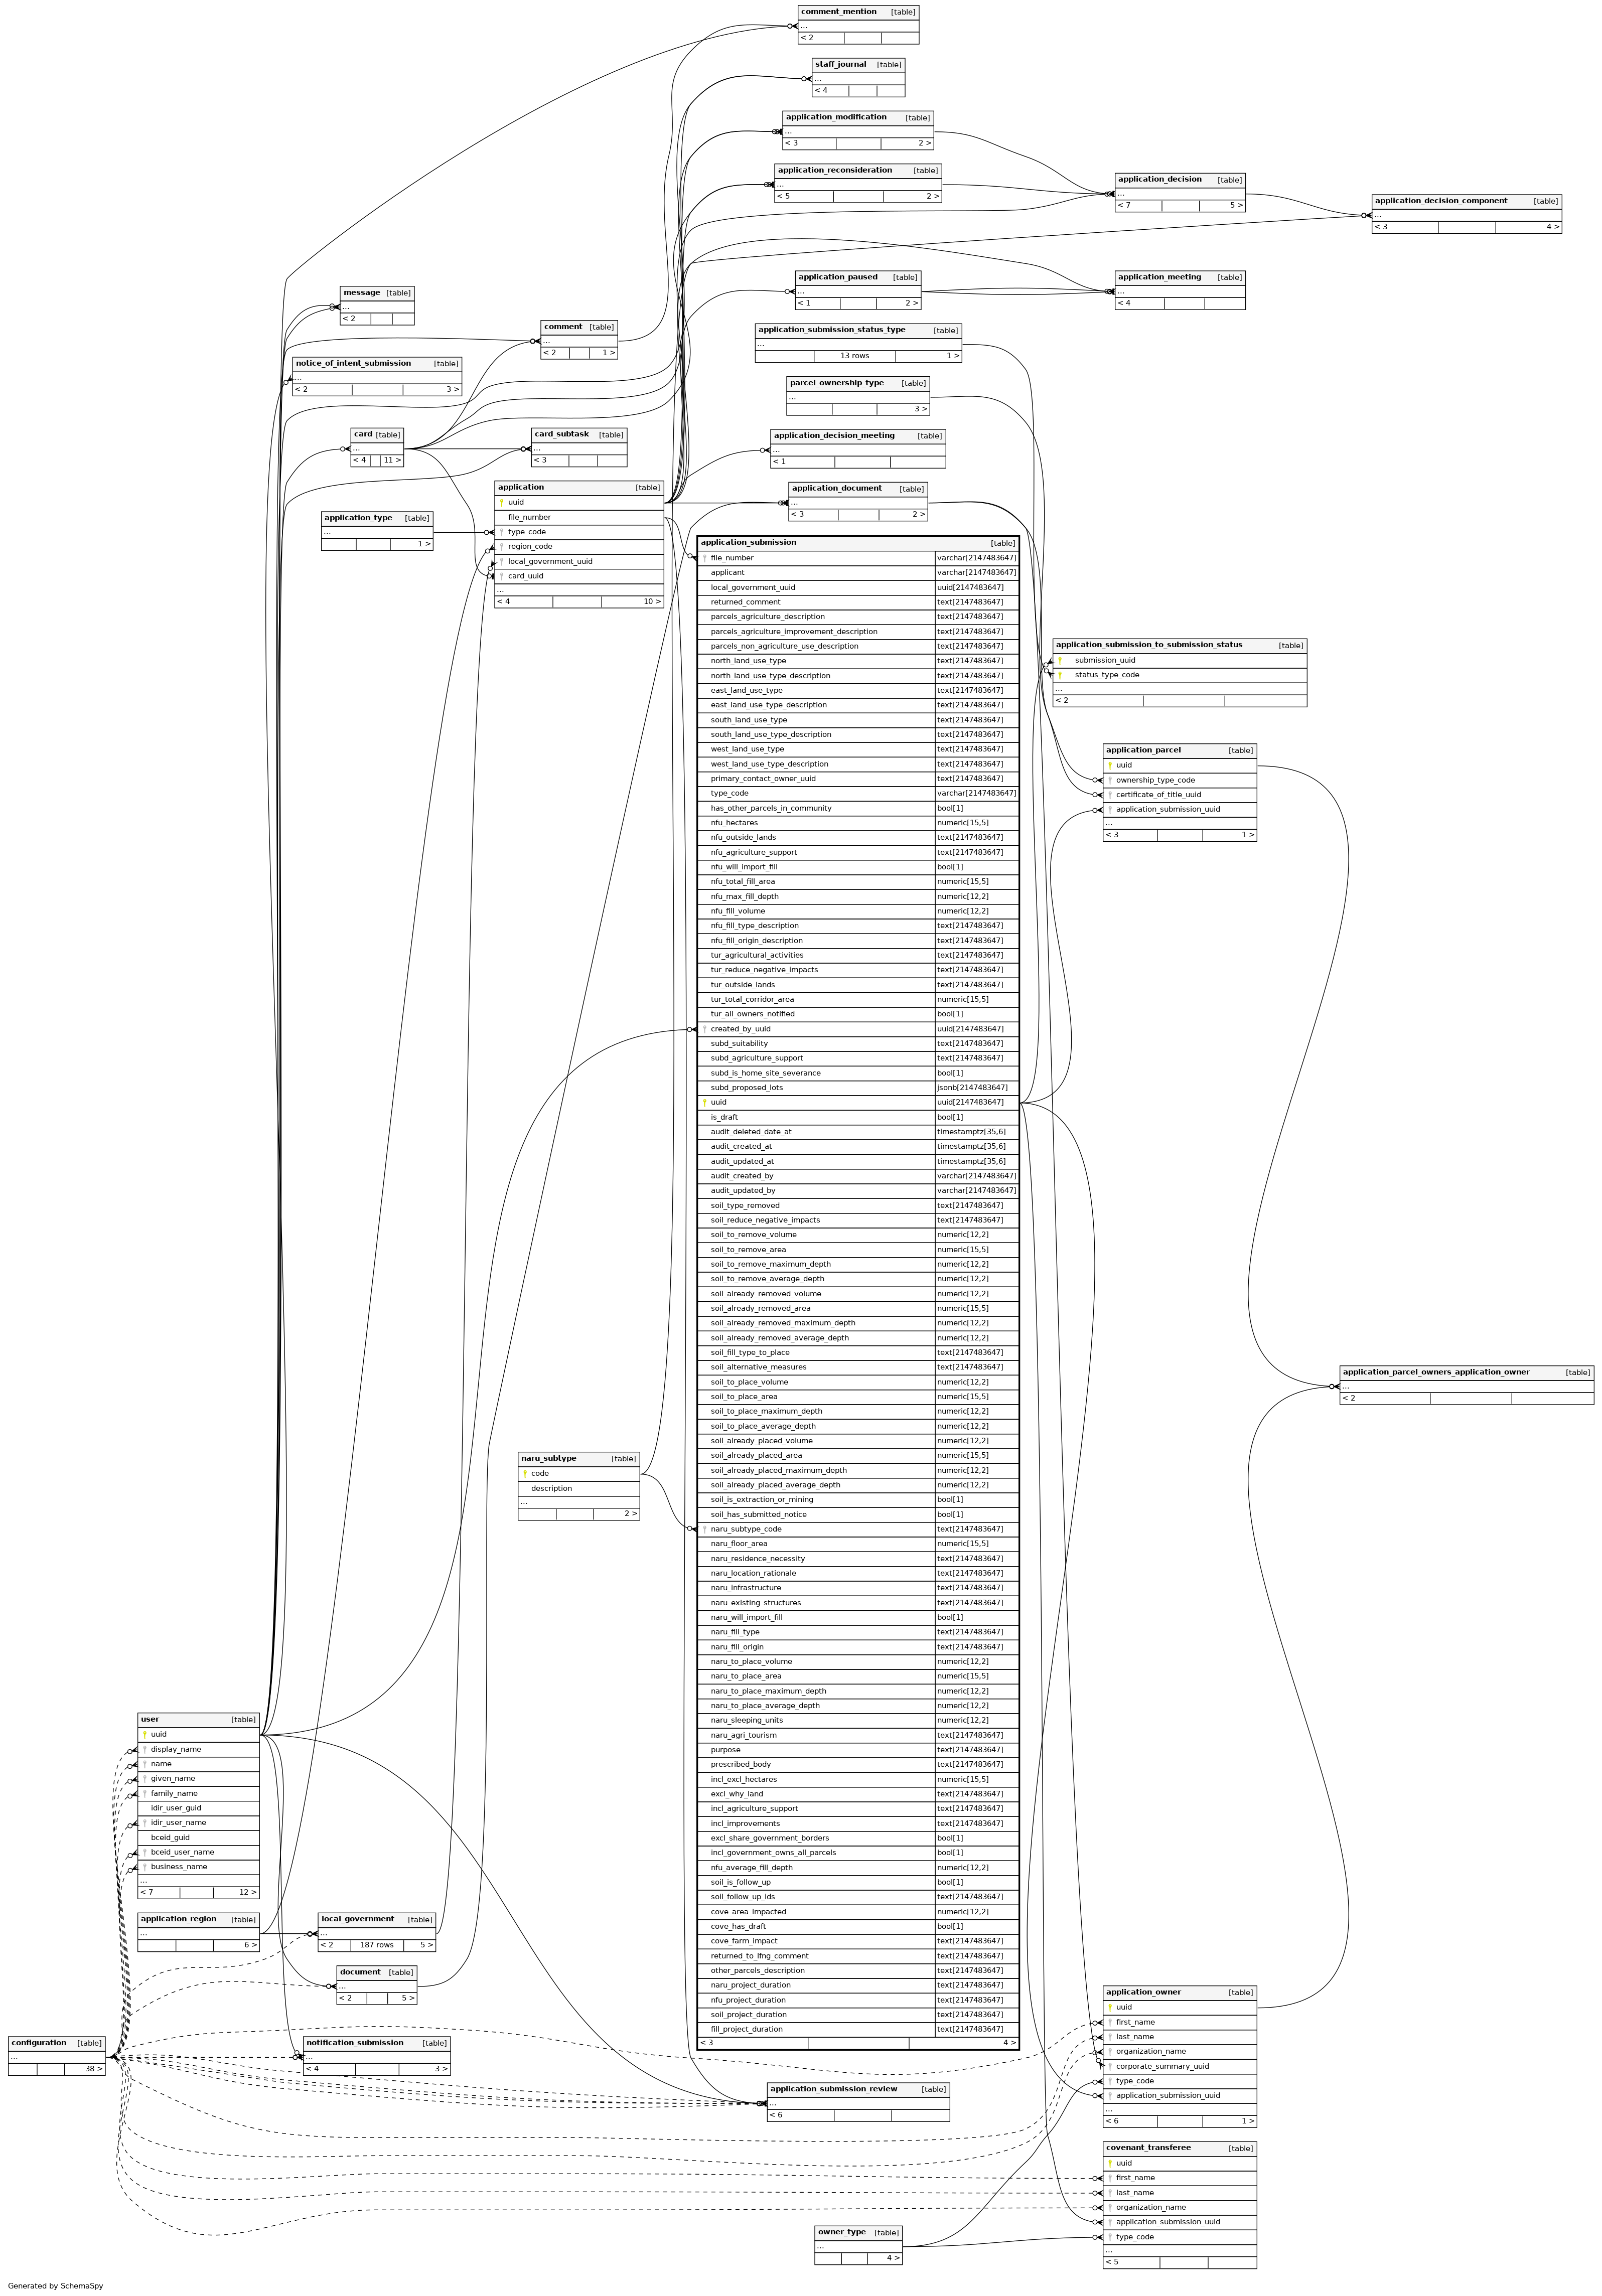 comment_mention [table]
...
< 2
staff_journal [table]
...
< 4
application_modification [table]
...
< 3 2 >
application_reconsideration [table]
...
< 5 2 >
application_decision [table]
...
< 7 5 >
application_decision_component [table]
...
< 3 4 >
application_paused [table]
...
< 1 2 >
application_meeting [table]
...
< 4
message [table]
...
< 2
comment [table]
...
< 2 1 >
application_submission_status_type [table]
...
13 rows 1 >
notice_of_intent_submission [table]
...
< 2 3 >
parcel_ownership_type [table]
...
3 >
card [table]
...
< 4 11 >
card_subtask [table]
...
< 3
application_decision_meeting [table]
...
< 1
application [table]
uuid
file_number
type_code
region_code
local_government_uuid
card_uuid
...
< 4 10 >
application_document [table]
...
< 3 2 >
application_type [table]
...
1 >
application_submission [table]
file_number varchar[2147483647]
applicant varchar[2147483647]
local_government_uuid uuid[2147483647]
returned_comment text[2147483647]
parcels_agriculture_description text[2147483647]
parcels_agriculture_improvement_description text[2147483647]
parcels_non_agriculture_use_description text[2147483647]
north_land_use_type text[2147483647]
north_land_use_type_description text[2147483647]
east_land_use_type text[2147483647]
east_land_use_type_description text[2147483647]
south_land_use_type text[2147483647]
south_land_use_type_description text[2147483647]
west_land_use_type text[2147483647]
west_land_use_type_description text[2147483647]
primary_contact_owner_uuid text[2147483647]
type_code varchar[2147483647]
has_other_parcels_in_community bool[1]
nfu_hectares numeric[15,5]
nfu_outside_lands text[2147483647]
nfu_agriculture_support text[2147483647]
nfu_will_import_fill bool[1]
nfu_total_fill_area numeric[15,5]
nfu_max_fill_depth numeric[12,2]
nfu_fill_volume numeric[12,2]
nfu_fill_type_description text[2147483647]
nfu_fill_origin_description text[2147483647]
tur_agricultural_activities text[2147483647]
tur_reduce_negative_impacts text[2147483647]
tur_outside_lands text[2147483647]
tur_total_corridor_area numeric[15,5]
tur_all_owners_notified bool[1]
created_by_uuid uuid[2147483647]
subd_suitability text[2147483647]
subd_agriculture_support text[2147483647]
subd_is_home_site_severance bool[1]
subd_proposed_lots jsonb[2147483647]
uuid uuid[2147483647]
is_draft bool[1]
audit_deleted_date_at timestamptz[35,6]
audit_created_at timestamptz[35,6]
audit_updated_at timestamptz[35,6]
audit_created_by varchar[2147483647]
audit_updated_by varchar[2147483647]
soil_type_removed text[2147483647]
soil_reduce_negative_impacts text[2147483647]
soil_to_remove_volume numeric[12,2]
soil_to_remove_area numeric[15,5]
soil_to_remove_maximum_depth numeric[12,2]
soil_to_remove_average_depth numeric[12,2]
soil_already_removed_volume numeric[12,2]
soil_already_removed_area numeric[15,5]
soil_already_removed_maximum_depth numeric[12,2]
soil_already_removed_average_depth numeric[12,2]
soil_fill_type_to_place text[2147483647]
soil_alternative_measures text[2147483647]
soil_to_place_volume numeric[12,2]
soil_to_place_area numeric[15,5]
soil_to_place_maximum_depth numeric[12,2]
soil_to_place_average_depth numeric[12,2]
soil_already_placed_volume numeric[12,2]
soil_already_placed_area numeric[15,5]
soil_already_placed_maximum_depth numeric[12,2]
soil_already_placed_average_depth numeric[12,2]
soil_is_extraction_or_mining bool[1]
soil_has_submitted_notice bool[1]
naru_subtype_code text[2147483647]
naru_floor_area numeric[15,5]
naru_residence_necessity text[2147483647]
naru_location_rationale text[2147483647]
naru_infrastructure text[2147483647]
naru_existing_structures text[2147483647]
naru_will_import_fill bool[1]
naru_fill_type text[2147483647]
naru_fill_origin text[2147483647]
naru_to_place_volume numeric[12,2]
naru_to_place_area numeric[15,5]
naru_to_place_maximum_depth numeric[12,2]
naru_to_place_average_depth numeric[12,2]
naru_sleeping_units numeric[12,2]
naru_agri_tourism text[2147483647]
purpose text[2147483647]
prescribed_body text[2147483647]
incl_excl_hectares numeric[15,5]
excl_why_land text[2147483647]
incl_agriculture_support text[2147483647]
incl_improvements text[2147483647]
excl_share_government_borders bool[1]
incl_government_owns_all_parcels bool[1]
nfu_average_fill_depth numeric[12,2]
soil_is_follow_up bool[1]
soil_follow_up_ids text[2147483647]
cove_area_impacted numeric[12,2]
cove_has_draft bool[1]
cove_farm_impact text[2147483647]
returned_to_lfng_comment text[2147483647]
other_parcels_description text[2147483647]
naru_project_duration text[2147483647]
nfu_project_duration text[2147483647]
soil_project_duration text[2147483647]
fill_project_duration text[2147483647]
< 3 4 >
application_submission_to_submission_status [table]
submission_uuid
status_type_code
...
< 2
application_parcel [table]
uuid
ownership_type_code
certificate_of_title_uuid
application_submission_uuid
...
< 3 1 >
application_parcel_owners_application_owner [table]
...
< 2
naru_subtype [table]
code
description
...
2 >
user [table]
uuid
display_name
name
given_name
family_name
idir_user_guid
idir_user_name
bceid_guid
bceid_user_name
business_name
...
< 7 12 >
application_region [table]
...
6 >
local_government [table]
...
< 2 187 rows 5 >
document [table]
...
< 2 5 >
configuration [table]
...
38 >
notification_submission [table]
...
< 4 3 >
application_submission_review [table]
...
< 6
application_owner [table]
uuid
first_name
last_name
organization_name
corporate_summary_uuid
type_code
application_submission_uuid
...
< 6 1 >
covenant_transferee [table]
uuid
first_name
last_name
organization_name
application_submission_uuid
type_code
...
< 5
owner_type [table]
...
4 >
Generated by SchemaSpy